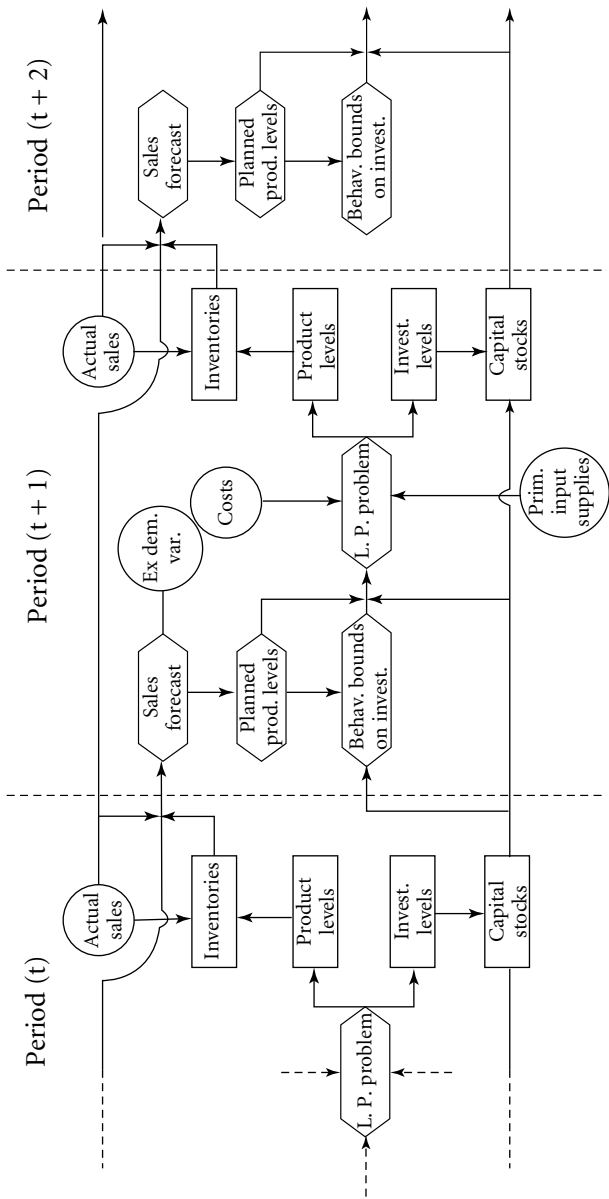 Period (t)
Period (t + 1)
Period (t + 2)
Actual
sales
Inventories
Product
levels
L. P. problem
Invest.
levels
Capital
stocks
Sales
forecast
Planned
prod. levels
Behav. bounds
on invest.
Ex dem.
var.
Costs
L. P. problem
Prim.
input
supplies
Actual
sales
Inventories
Product
levels
Invest.
levels
Capital
stocks
Sales
forecast
Planned
prod. levels
Behav. bounds
on invest.